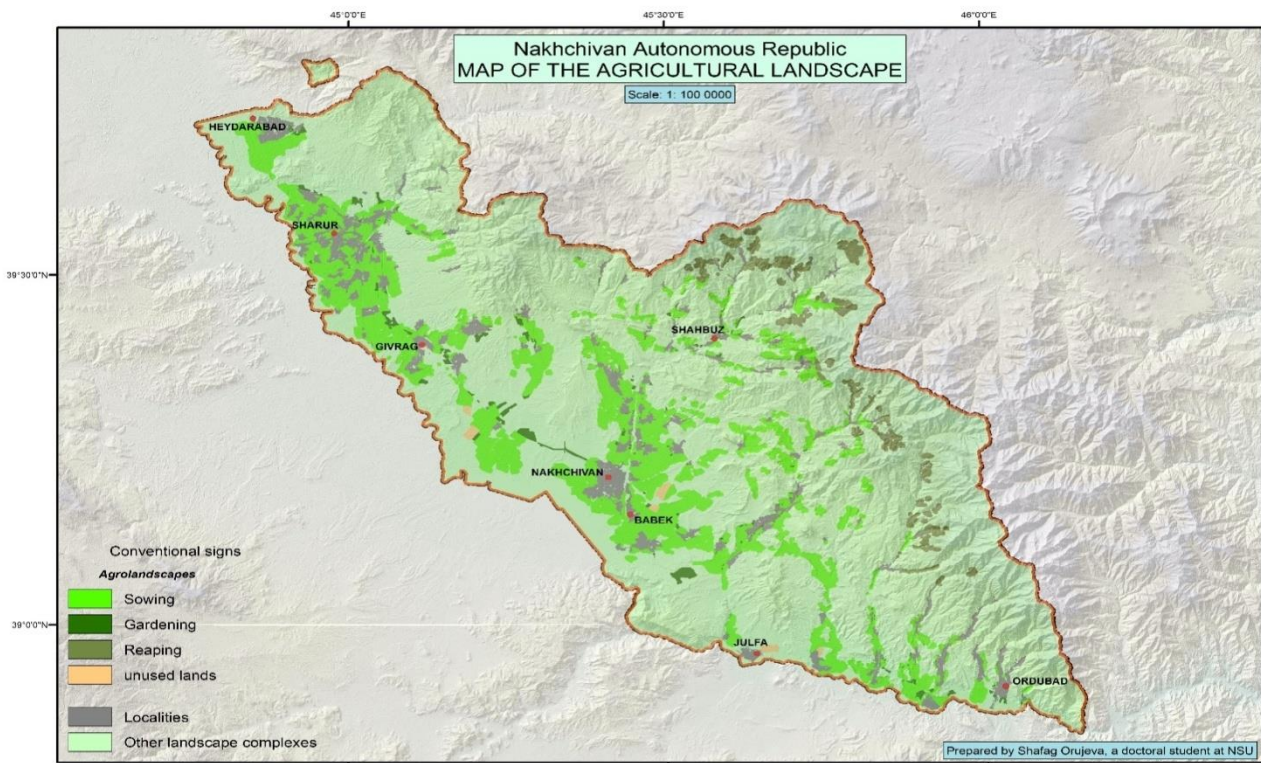 45°0'0"E
45°30'0"E
46°0'0"E
Nakhchivan Autonomous Republic
MAP OF THE AGRICULTURAL LANDSCAPE
Scale: 1: 100 0000
HEYDARABAD
SHARUR
39°30'0"N
SHAHBUZ
GIVRAG
NAKHCHIVAN
BABEK
Conventional signs
Agrolandscapes
Sowing
Gardening
39°0'0"N
Reaping
JULFA
unused lands
ORDUBAD
Localities
Other landscape complexes
Prepared by Shafag Orujeva, a doctoral student at NSU